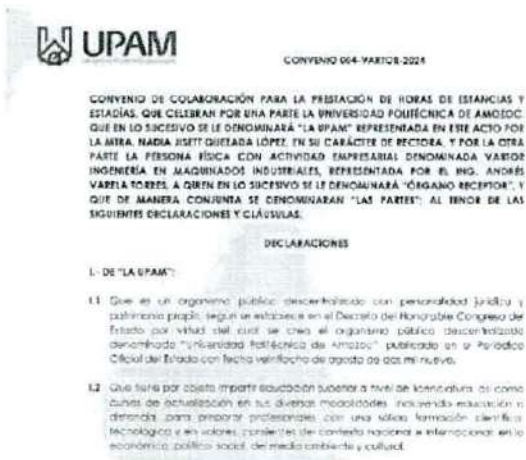 UPAM
CONVENIO 064-VARTOR-2024
CONVENIO DE COLABORACIÓN PARA LA PRESTACIÓN DE HORAS DE ESTANCIAS Y
ESTADÍAS, QUE CELEBRAN POR UNA PARTE LA UNIVERSIDAD POLITÉCNICA DE AMOZOC,
QUE EN LO SUCESIVO SE LE DENOMINARÁ "LA UPAM" REPRESENTADA EN ESTE ACTO POR
LA MTRA. NADIA JISETT QUEZADA LÓPEZ, EN SU CARÁCTER DE RECTORA, Y POR LA OTRA
PARTE LA PERSONA FÍSICA CON ACTIVIDAD EMPRESARIAL DENOMINADA VARTOR
INGENIERÍA EN MAQUINADOS INDUSTRIALES, REPRESENTADA POR EL ING. ANDRÉS
VARELA TORRES, A QUIEN EN LO SUCESIVO SE LE DENOMINARÁ "ÓRGANO RECEPTOR", Y
QUE DE MANERA CONJUNTA SE DENOMINARAN "LAS PARTES"; AL TENOR DE LAS
SIGUIENTES DECLARACIONES Y CLÁUSULAS:
DECLARACIONES
I.- DE "LA UPAM":
I.1 Que es un organismo público descentralizado con personalidad jurídica y
patrimonio propio, según se establece en el Decreto del Honorable Congreso del
Estado por virtud del cual se crea el organismo público descentralizado
denominado "Universidad Politécnica de Amozoc" publicado en el Periódico
Oficial del Estado con fecha veintiocho de agosto de dos mil nueve.
I.2 Que tiene por objeto impartir educación superior a nivel de licenciatura, así como
cursos de actualización en sus diversas modalidades, incluyendo educación a
distancia, para preparar profesionales con una sólida formación científica,
tecnológica y en valores, conscientes del contexto nacional e internacional, en lo
económico, político social, del medio ambiente y cultural.